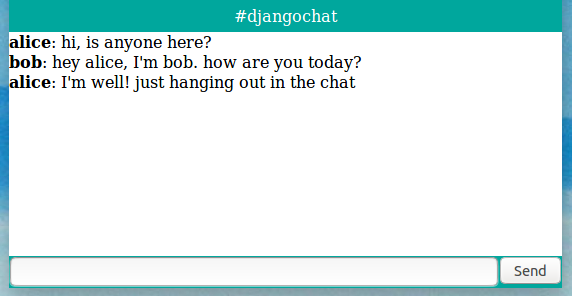 #djangochat
alice: hi, is anyone here?
bob: hey alice, I'm bob. how are you today?
alice: I'm well! just hanging out in the chat
Send